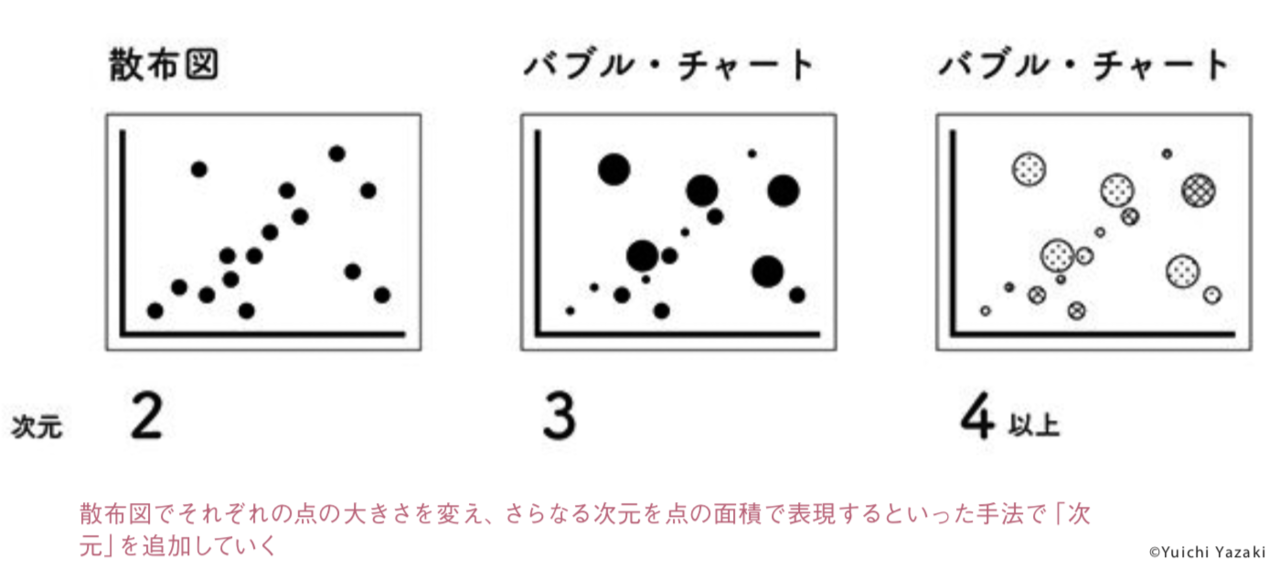 散布図
バブル・チャート
バブル・チャート
次元
2
3
4 以上
散布図でそれぞれの点の大きさを変え、さらなる次元を点の面積で表現するといった手法で「次
元」を追加していく
©Yuichi Yazaki